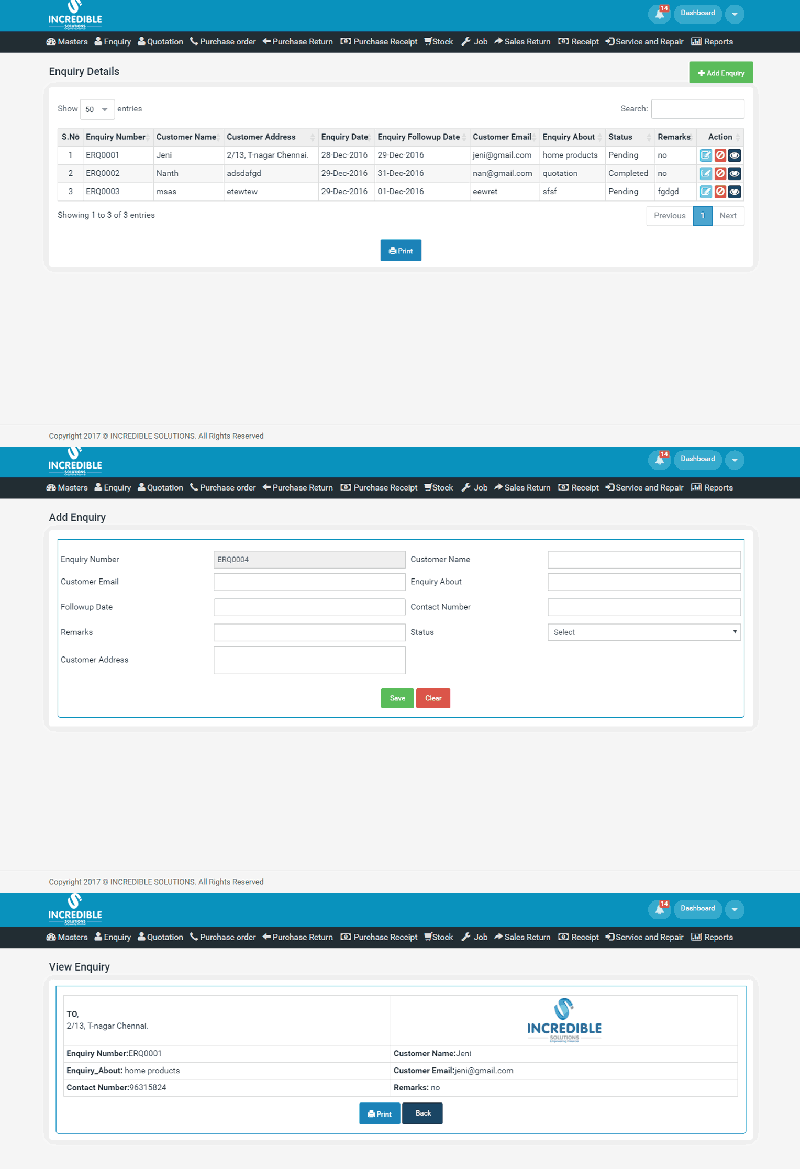 INCREDIBLE
SOLUTIONS
14
Dashboard
Masters Enquiry Quotation Purchase order Purchase Return Purchase Receipt Stock Job Sales Return Receipt Service and Repair Reports
Enquiry Details
Add Enquiry
Show 50 entries
Search:
S.No Enquiry Number Customer Name Customer Address Enquiry Date Enquiry Followup Date Customer Email Enquiry About Status Remarks Action
1 ERQ0001 Jeni 2/13, T-nagar Chennai. 28-Dec-2016 29-Dec-2016 jeni@gmail.com home products Pending no
2 ERQ0002 Nanth adsdafgd 29-Dec-2016 31-Dec-2016 nan@gmail.com quotation Completed no
3 ERQ0003 msas etewtew 29-Dec-2016 01-Dec-2016 eewret sfsf Pending fgdgd
Showing 1 to 3 of 3 entries
Previous 1 Next
Print
Copyright 2017 © INCREDIBLE SOLUTIONS. All Rights Reserved
INCREDIBLE
SOLUTIONS
14
Dashboard
Masters Enquiry Quotation Purchase order Purchase Return Purchase Receipt Stock Job Sales Return Receipt Service and Repair Reports
Add Enquiry
Enquiry Number ERQ0004 Customer Name
Customer Email Enquiry About
Followup Date Contact Number
Remarks Status Select
Customer Address
Save Clear
Copyright 2017 © INCREDIBLE SOLUTIONS. All Rights Reserved
INCREDIBLE
SOLUTIONS
14
Dashboard
Masters Enquiry Quotation Purchase order Purchase Return Purchase Receipt Stock Job Sales Return Receipt Service and Repair Reports
View Enquiry
TO,
2/13, T-nagar Chennai.
INCREDIBLE
SOLUTIONS
Enquiry Number:ERQ0001 Customer Name:Jeni
Enquiry_About: home products Customer Email:jeni@gmail.com
Contact Number:96315824 Remarks: no
Print Back